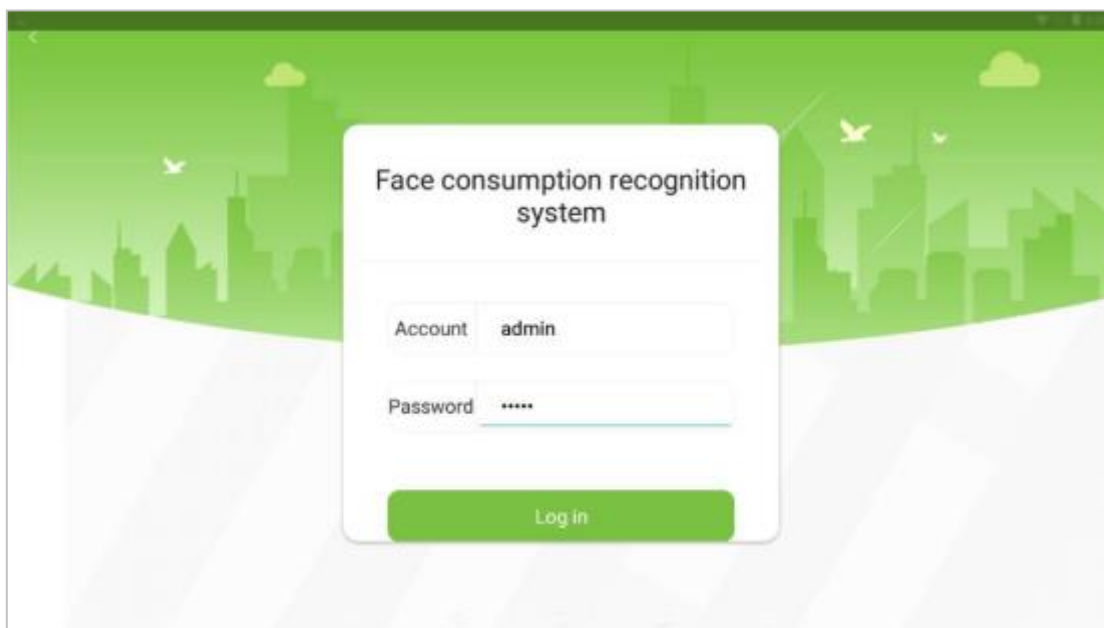 Face consumption recognition
system
Account admin
Password •••••
Log in